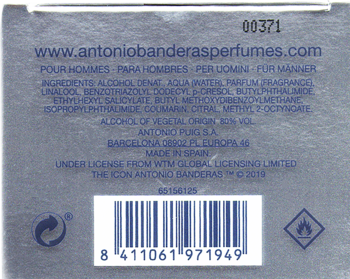 00371
www.antoniobanderasperfumes.com
POUR HOMMES - PARA HOMBRES - PER UOMINI - FÜR MÄNNER
INGREDIENTS: ALCOHOL DENAT., AQUA (WATER), PARFUM (FRAGRANCE),
LINALOOL, BENZOTRIAZOLYL DODECYL p-CRESOL, BUTYLPHTHALIMIDE,
ETHYLHEXYL SALICYLATE, BUTYL METHOXYDIBENZOYLMETHANE,
ISOPROPYLPHTHALIMIDE, COUMARIN, CITRAL, METHYL 2-OCTYNOATE.
ALCOHOL OF VEGETAL ORIGIN. 80% VOL.
ANTONIO PUIG S.A.
BARCELONA 08902 PL EUROPA 46
MADE IN SPAIN
UNDER LICENSE FROM WTM GLOBAL LICENSING LIMITED
THE ICON ANTONIO BANDERAS ™ © 2019
65156125
8 411061 971949